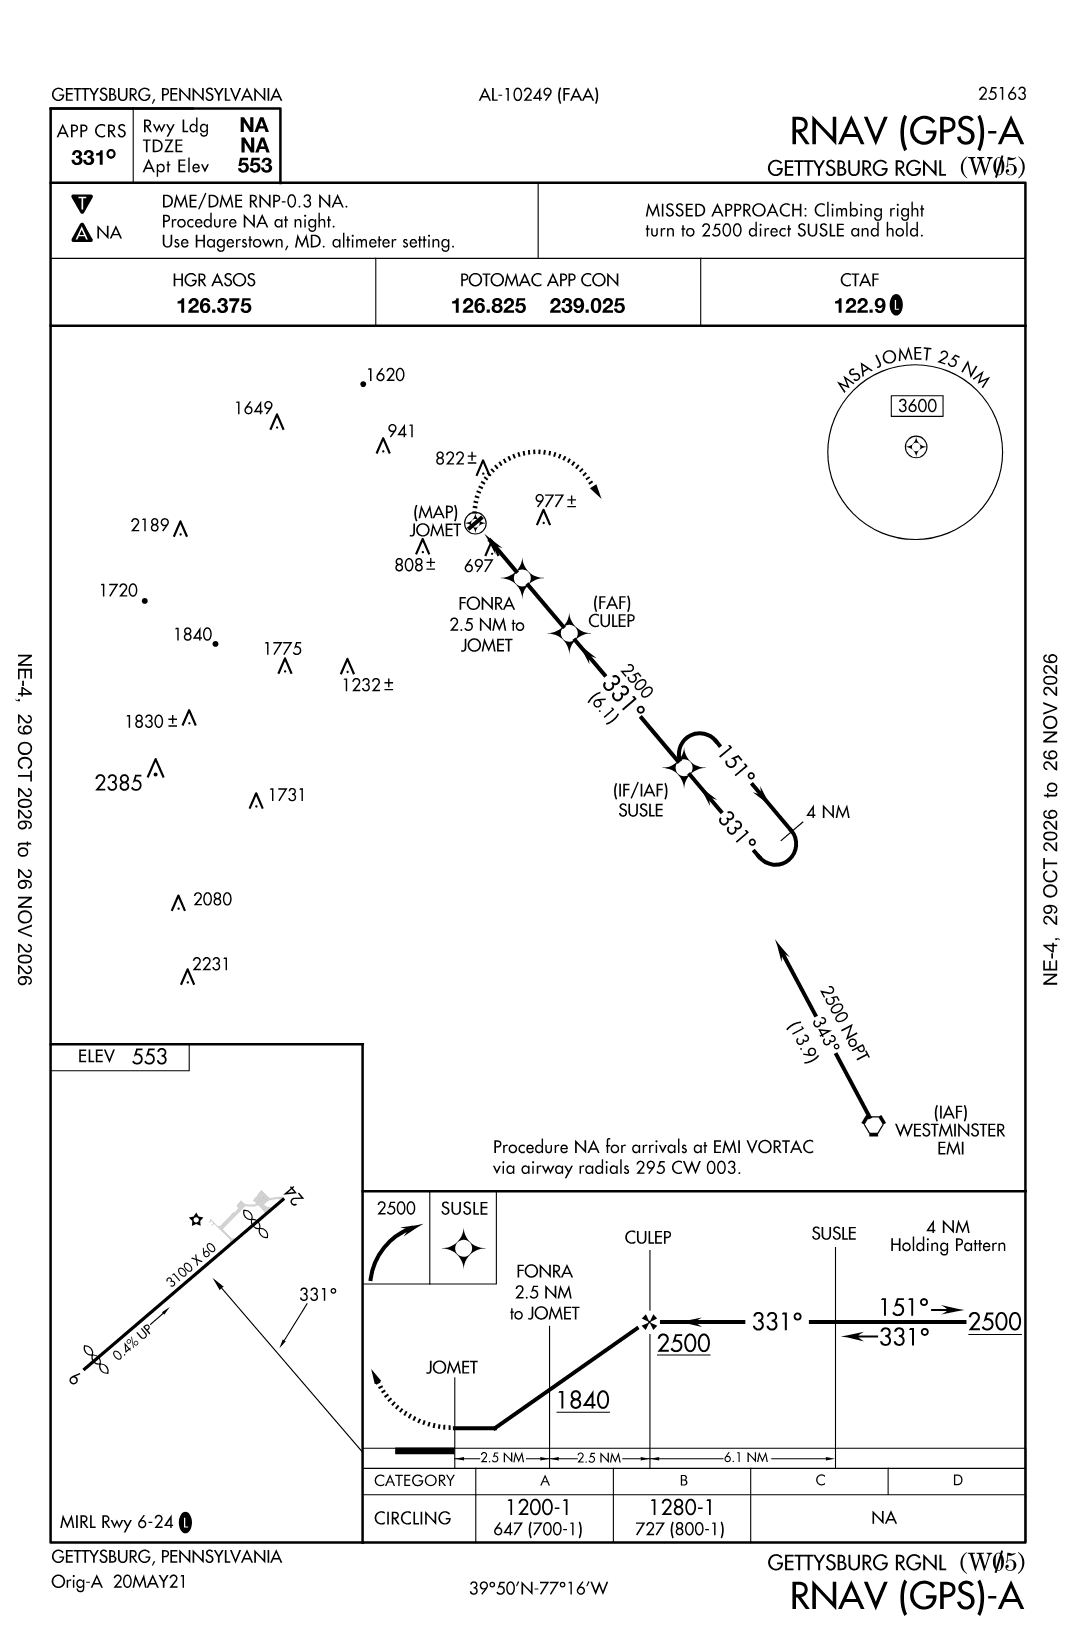 GETTYSBURG, PENNSYLVANIA
AL-10249 (FAA)
25163
APP CRS
331°
Rwy Ldg NA
TDZE NA
Apt Elev 553
RNAV (GPS)-A
GETTYSBURG RGNL (WØ5)
T
A NA
DME/DME RNP-0.3 NA.
Procedure NA at night.
Use Hagerstown, MD. altimeter setting.
MISSED APPROACH: Climbing right
turn to 2500 direct SUSLE and hold.
HGR ASOS
126.375
POTOMAC APP CON
126.825 239.025
CTAF
122.9 L
MSA JOMET 25 NM
3600
1620
1649
941
822±
977±
(MAP)
JOMET
2189
808±
697
1720
FONRA
2.5 NM to
JOMET
(FAF)
CULEP
1840
1775
1232±
2500
331°
(6.1)
1830±
2385
1731
151°
(IF/IAF)
SUSLE
331°
4 NM
2080
2231
2500 NoPT
343°
(13.9)
(IAF)
WESTMINSTER
EMI
Procedure NA for arrivals at EMI VORTAC
via airway radials 295 CW 003.
NE-4, 29 OCT 2026 to 26 NOV 2026
NE-4, 29 OCT 2026 to 26 NOV 2026
ELEV 553
24
3100 X 60
331°
0.4% UP
6
MIRL Rwy 6-24 L
2500
SUSLE
CULEP
SUSLE
4 NM
Holding Pattern
FONRA
2.5 NM
to JOMET
151°
331°
2500
331°
2500
JOMET
1840
2.5 NM
2.5 NM
6.1 NM
CATEGORY A B C D
CIRCLING
1200-1
647 (700-1)
1280-1
727 (800-1)
NA
GETTYSBURG, PENNSYLVANIA
Orig-A 20MAY21
39°50'N-77°16'W
GETTYSBURG RGNL (WØ5)
RNAV (GPS)-A